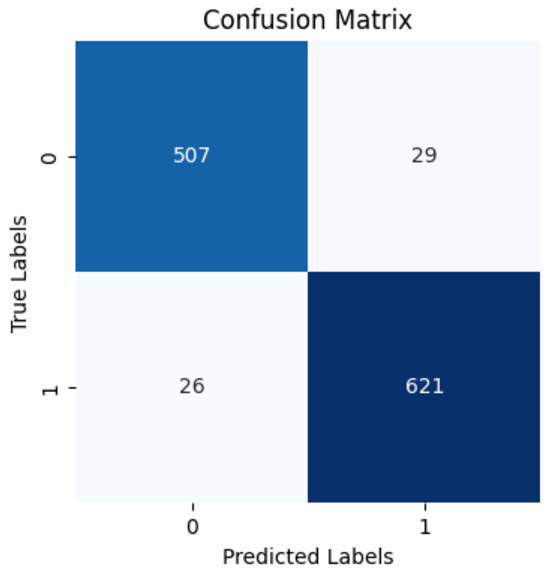 Confusion Matrix
True Labels
0
507
29
1
26
621
0
1
Predicted Labels